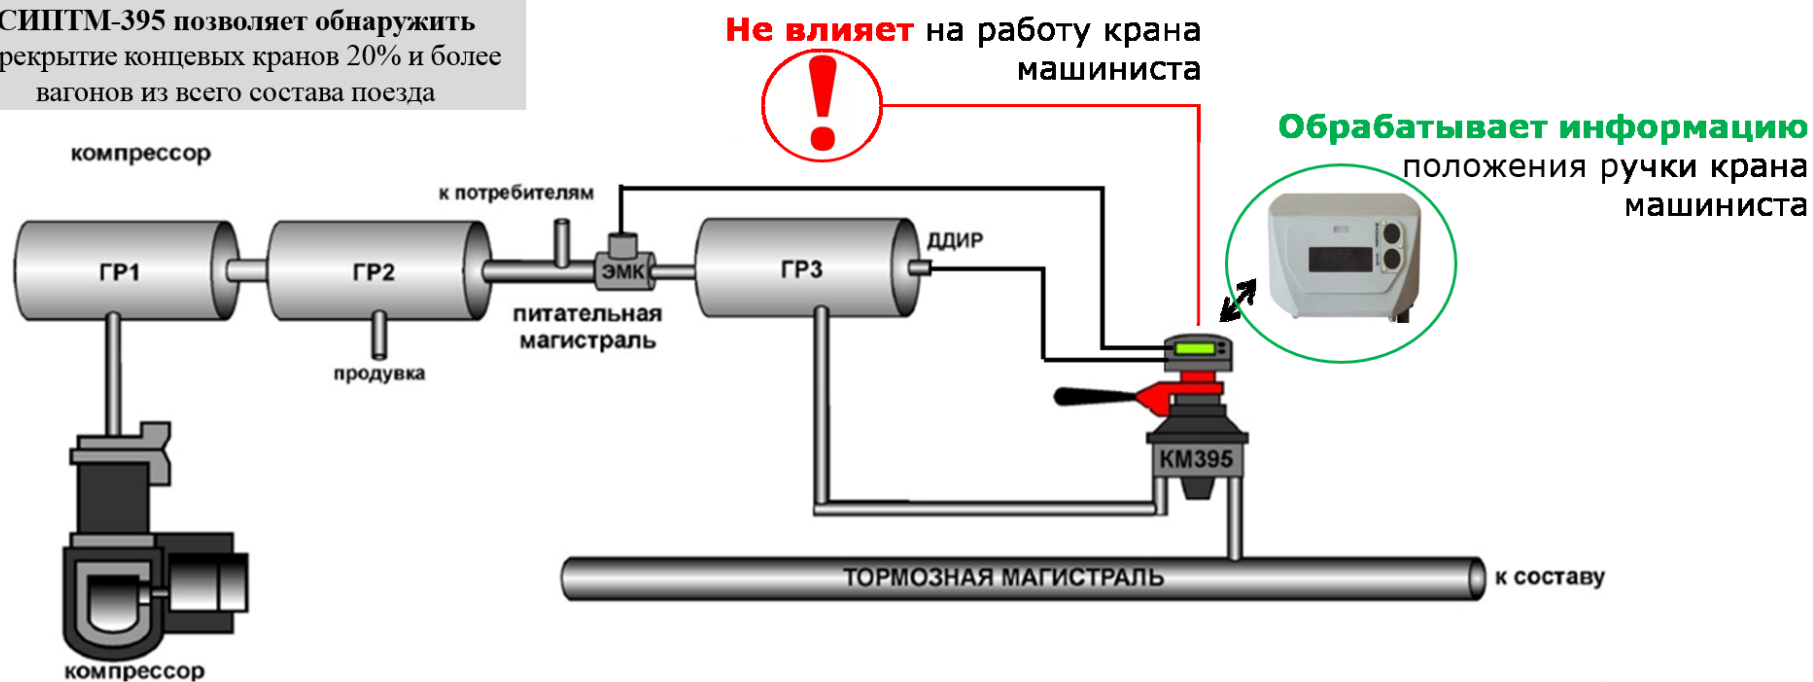 СИПТМ-395 позволяет обнаружить
рекрытие концевых кранов 20% и более
вагонов из всего состава поезда
Не влияет на работу крана
машиниста
Обрабатывает информацию
положения ручки крана
машиниста
компрессор
к потребителям
ГР1
ГР2
ЭМК
ГР3
ДДИР
питательная
магистраль
продувка
КМ395
ТОРМОЗНАЯ МАГИСТРАЛЬ
к составу
компрессор